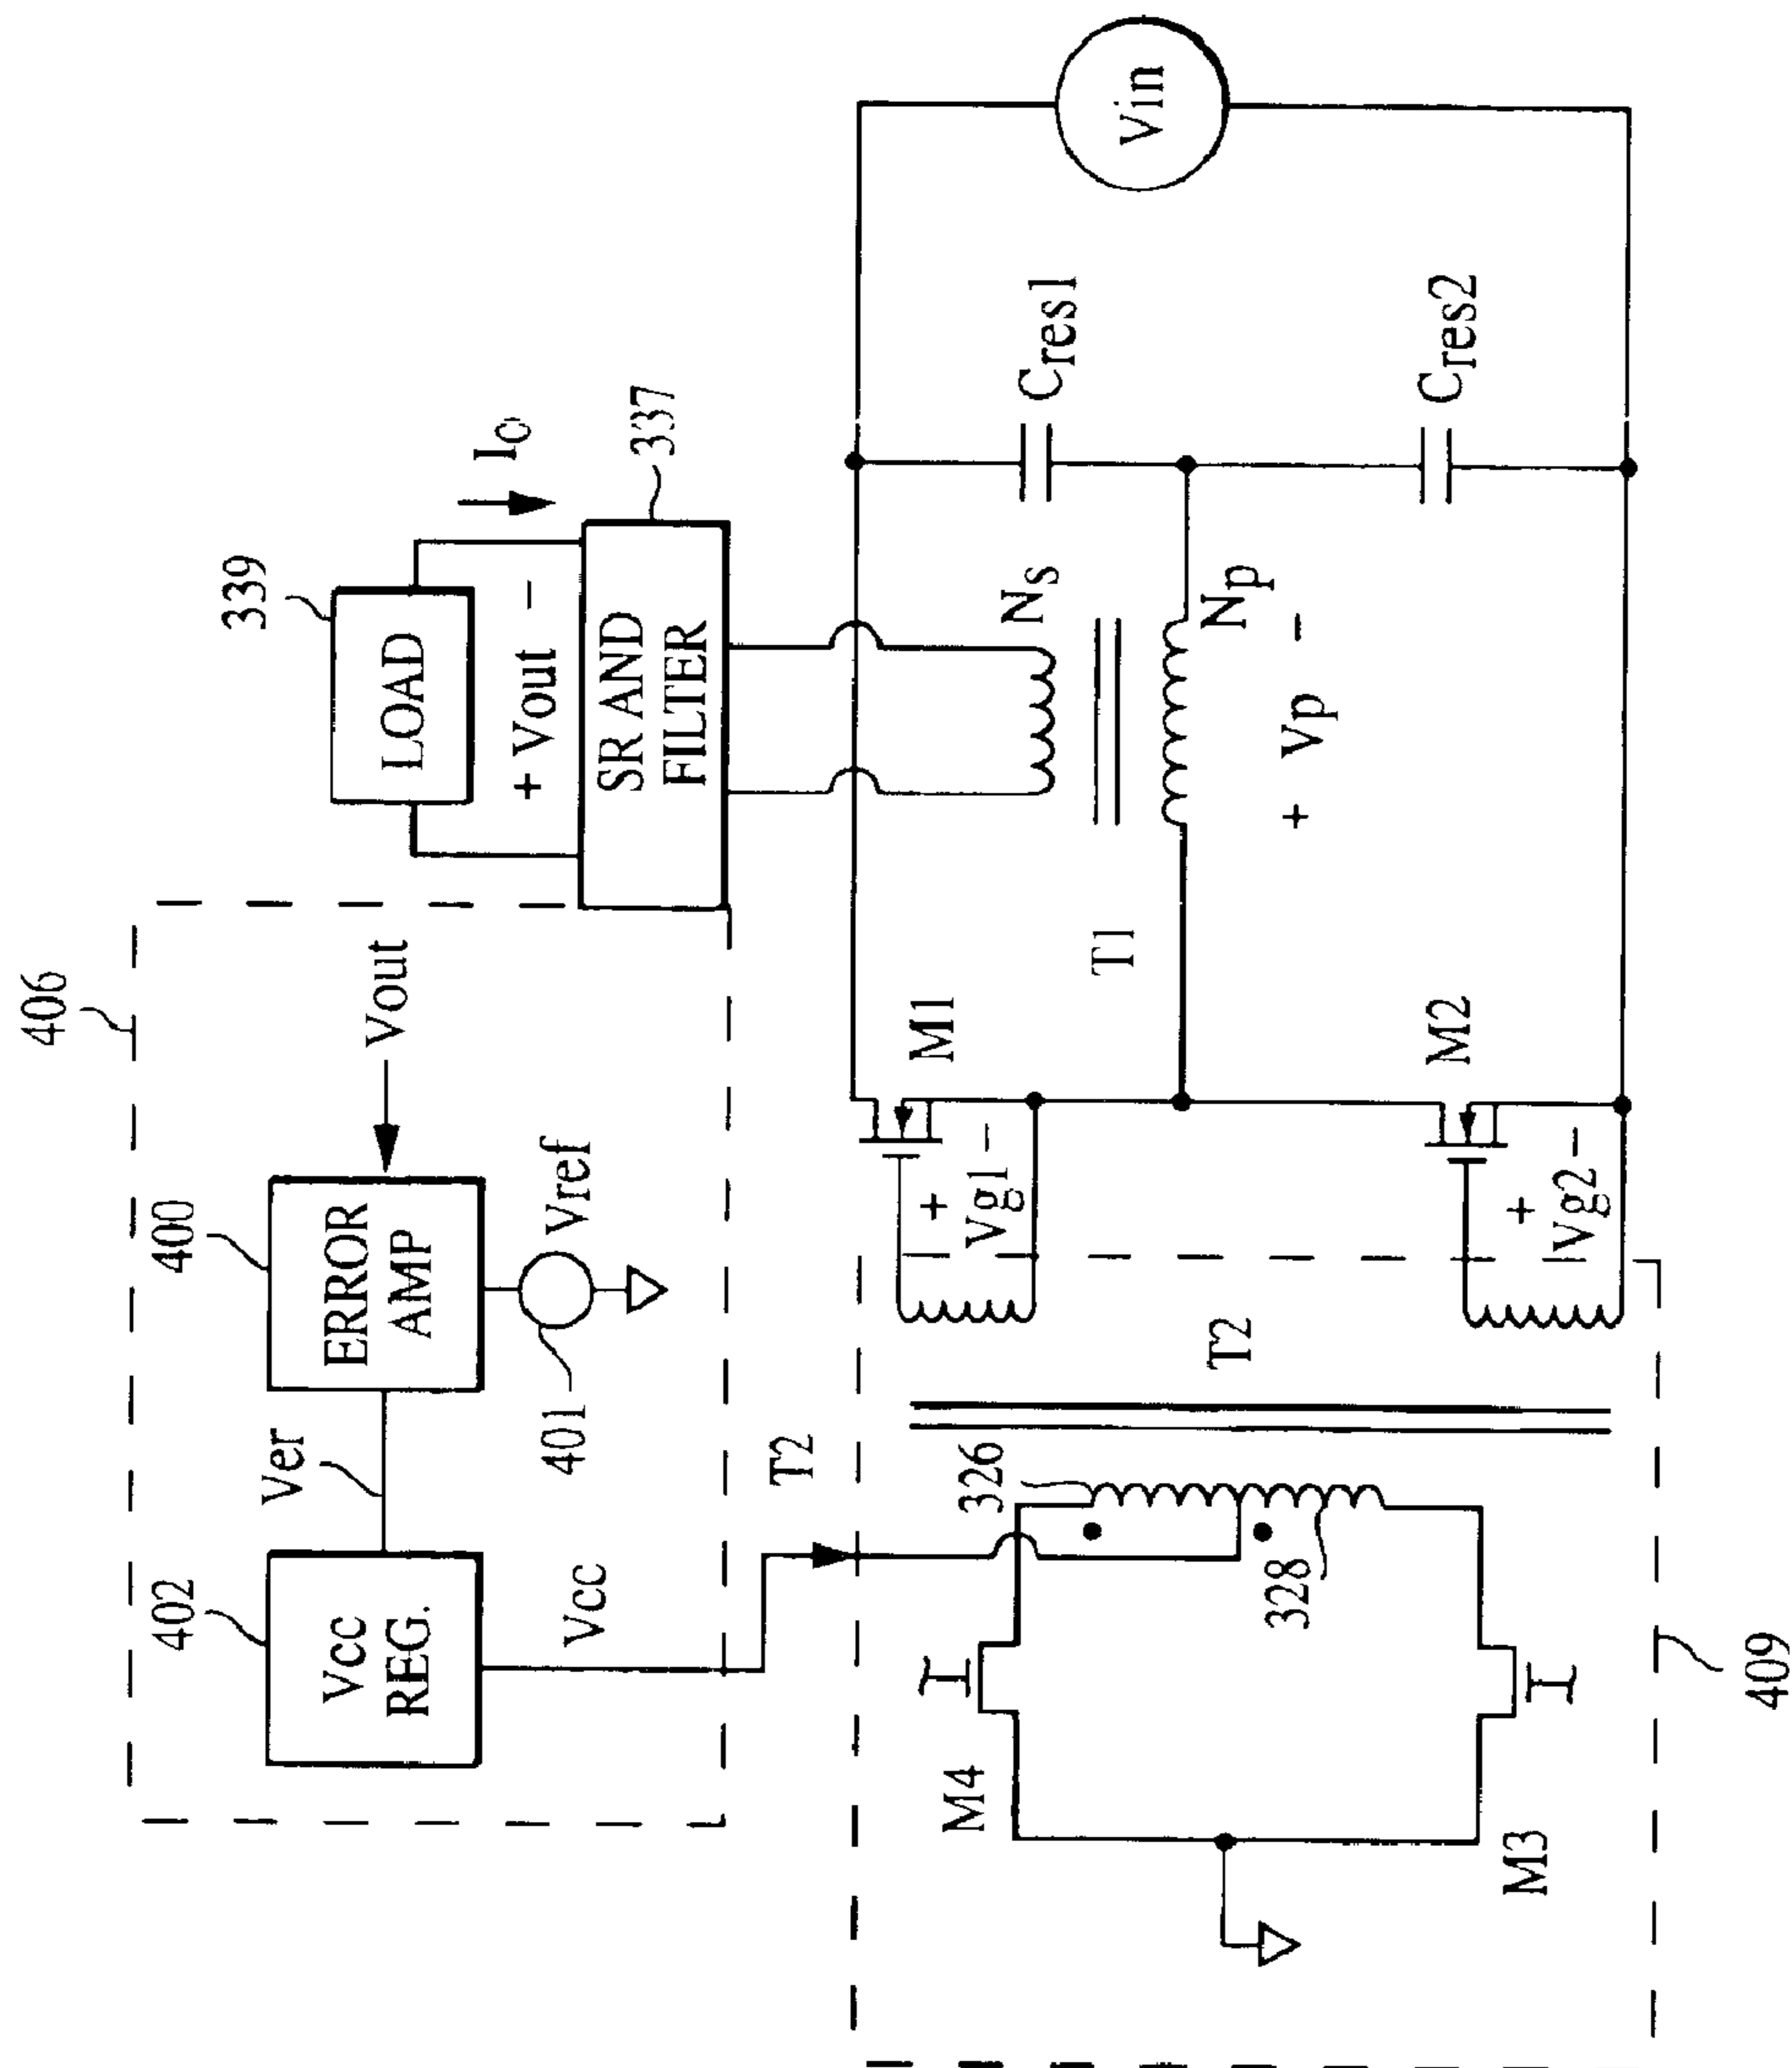 406
400
402
Vcc
REG.
Ver
ERROR
AMP
Vout
401
Vref
Vcc
T2
339
LOAD
+ Vout −
Io
SR AND
FILTER
337
M4
M3
326
328
T2
409
+
Vg1 −
M1
+
Vg2 −
M2
T1
Ns
Np
+ Vp −
Cres1
Cres2
Vin